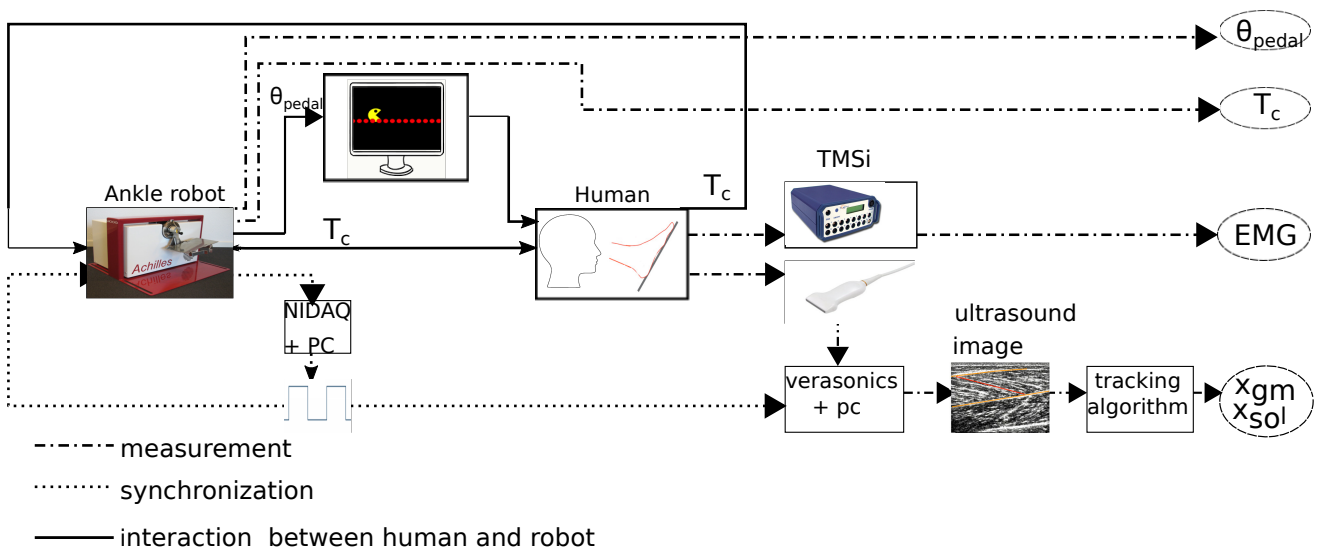 θpedal
Tc
θpedal
TMSi
Ankle robot
Human
Tc
Tc
EMG
Achilles
NIDAQ
+ PC
ultrasound
image
verasonics
+ pc
tracking
algorithm
xgm
xsol
measurement
synchronization
interaction between human and robot